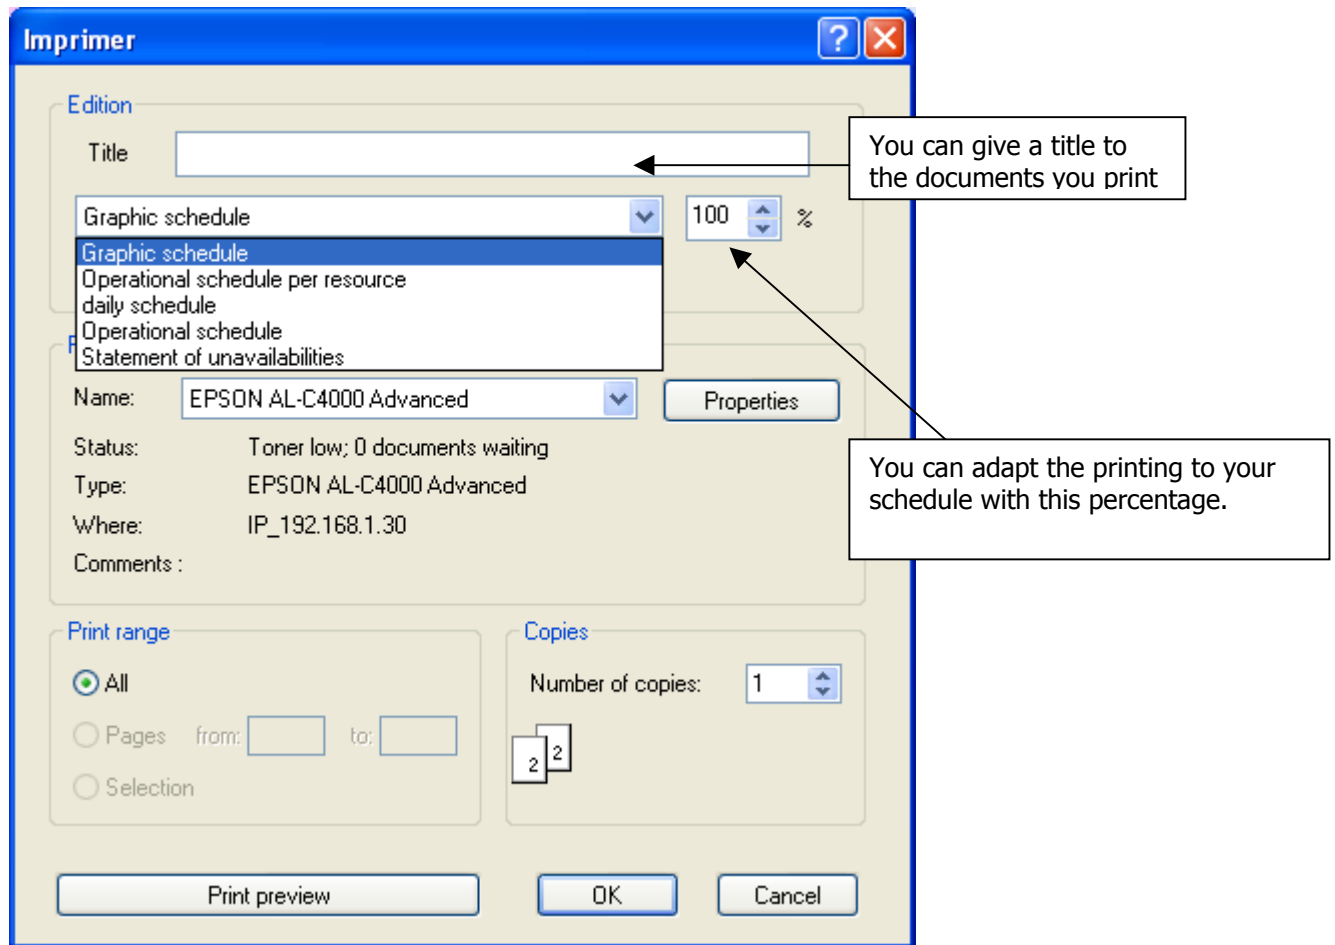 Imprimer
Edition
Title
You can give a title to
the documents you print
Graphic schedule
100 %
Graphic schedule
Operational schedule per resource
daily schedule
Operational schedule
Statement of unavailabilities
Name: EPSON AL-C4000 Advanced Properties
Status: Toner low; 0 documents waiting
Type: EPSON AL-C4000 Advanced
Where: IP_192.168.1.30
Comments :
You can adapt the printing to your
schedule with this percentage.
Print range
All
Pages from: to:
Selection
Copies
Number of copies: 1
2 2
Print preview OK Cancel